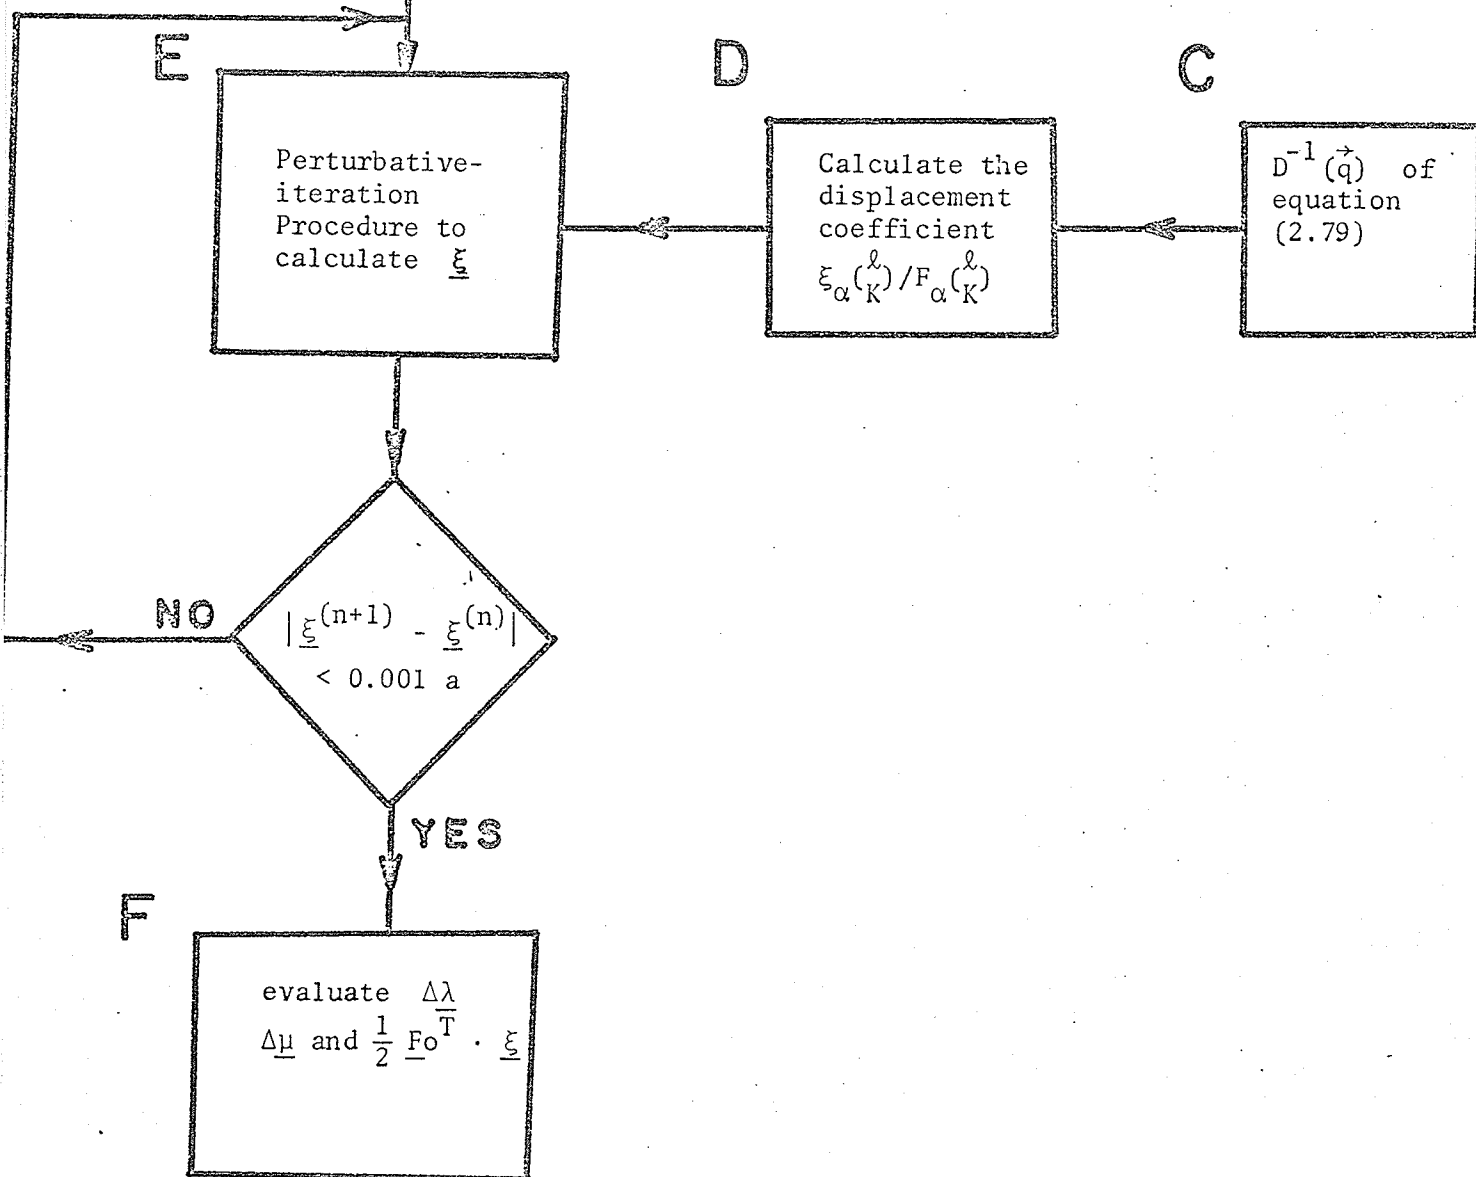 E
Perturbative-
iteration
Procedure to
calculate ξ
D
Calculate the
displacement
coefficient
ξα(ℓ K)/Fα(ℓ K)
C
D⁻¹(q⃗) of
equation
(2.79)
NO
|ξ⁽ⁿ⁺¹⁾ - ξ⁽ⁿ⁾|
< 0.001 a
YES
F
evaluate Δλ
Δμ and 1/2 Foᵀ · ξ